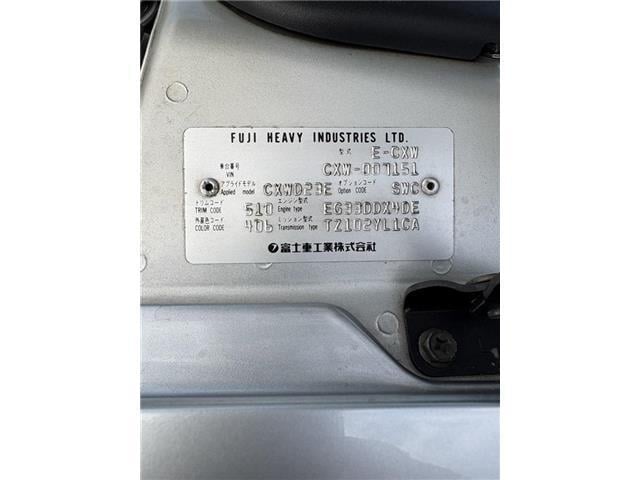 FUJI HEAVY INDUSTRIES LTD.
型式 E-CXW
車台番号 VIN CXW-007151
アプライドモデル Applied model CXWD23E オプションコード Option CODE SWC
トリムコード TRIM CODE 510 エンジン型式 Engine type EG33DDX4DE
外装色コード COLOR CODE 406 ミッション型式 Transmission type TZ102YL1CA
富士重工業株式会社